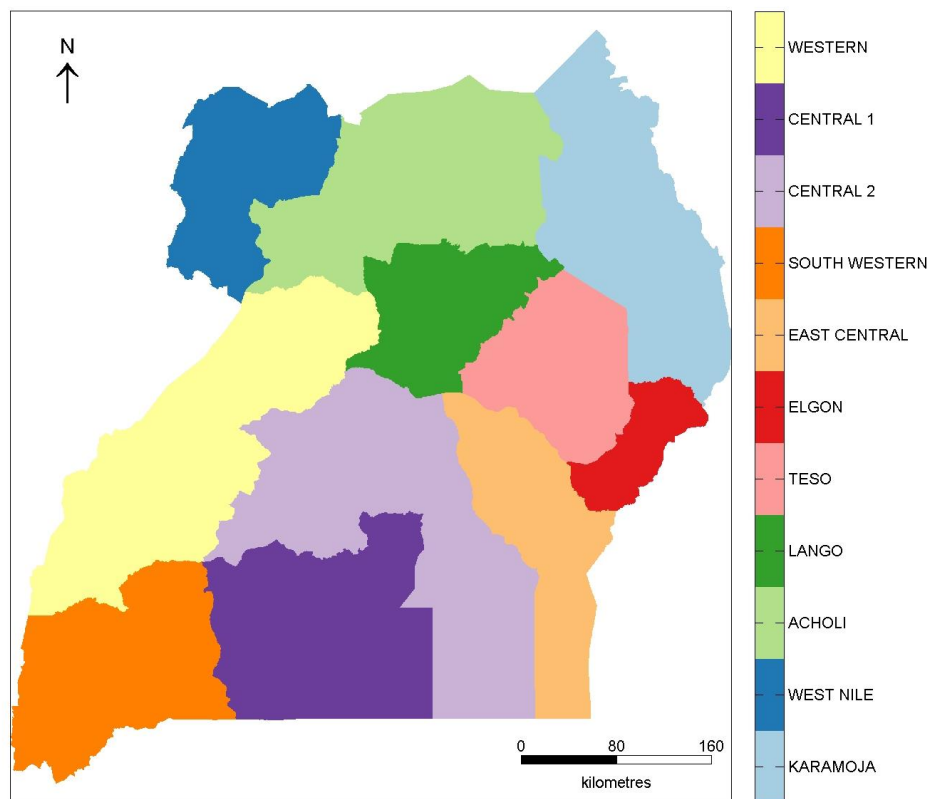 N
WESTERN
CENTRAL 1
CENTRAL 2
SOUTH WESTERN
EAST CENTRAL
ELGON
TESO
LANGO
ACHOLI
WEST NILE
KARAMOJA
0 80 160
kilometres